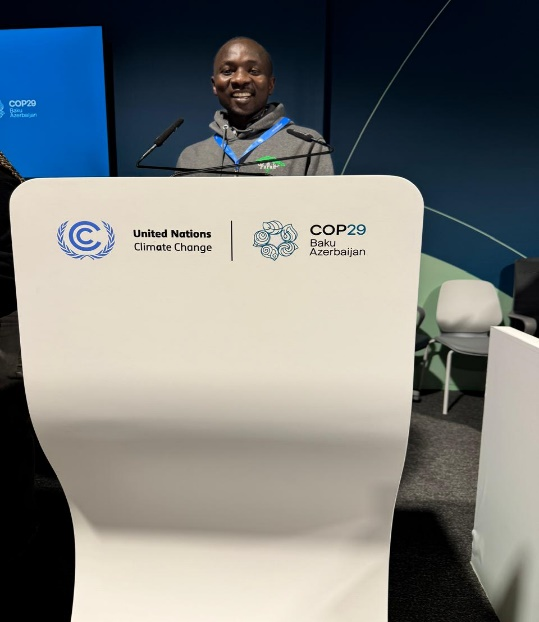 COP29
Baku
Azerbaijan
United Nations
Climate Change
COP29
Baku
Azerbaijan